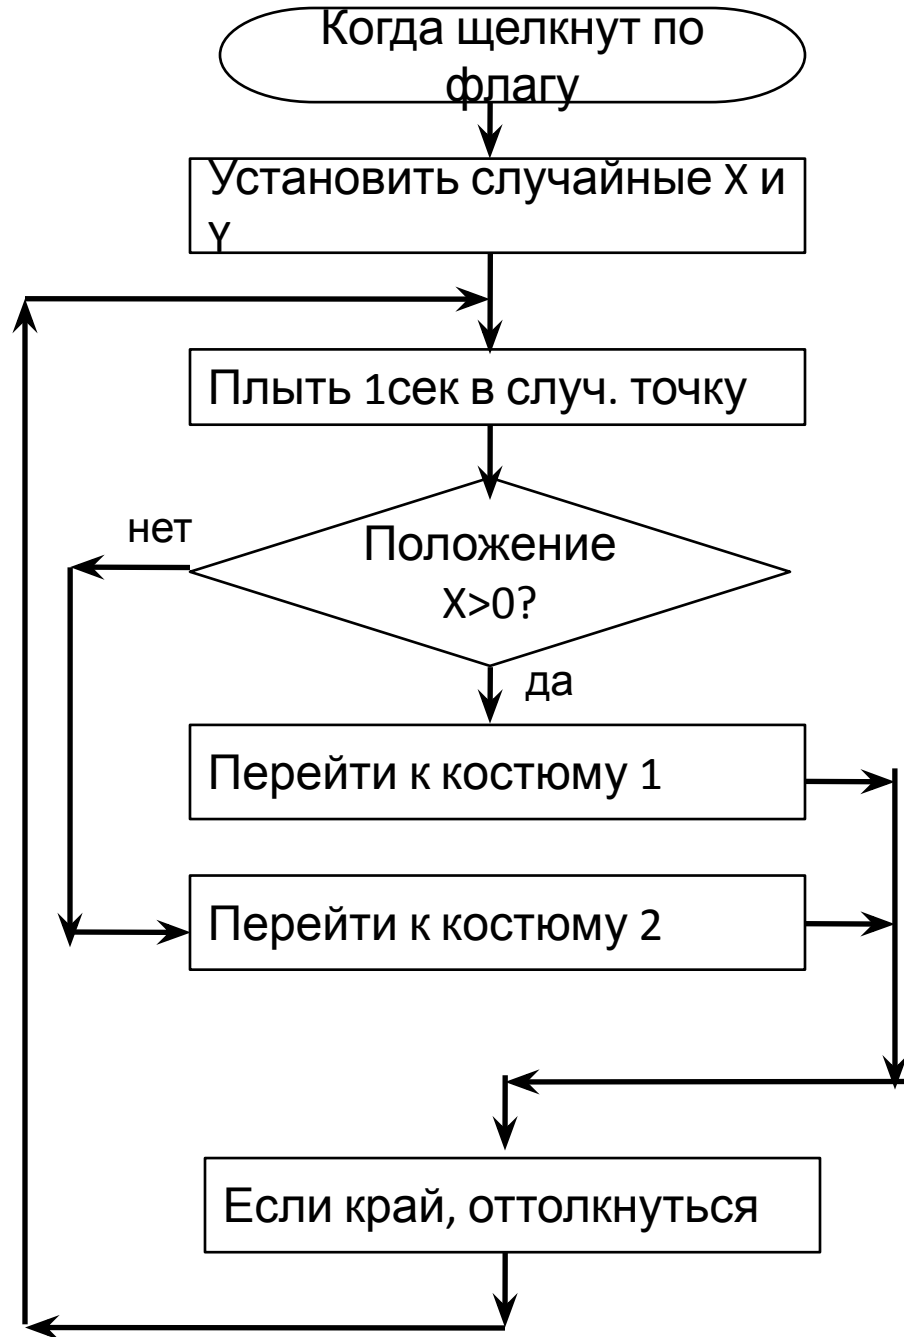 Когда щелкнут по
флагу
Установить случайные X и
Y
Плыть 1сек в случ. точку
нет
Положение
X>0?
да
Перейти к костюму 1
Перейти к костюму 2
Если край, оттолкнуться